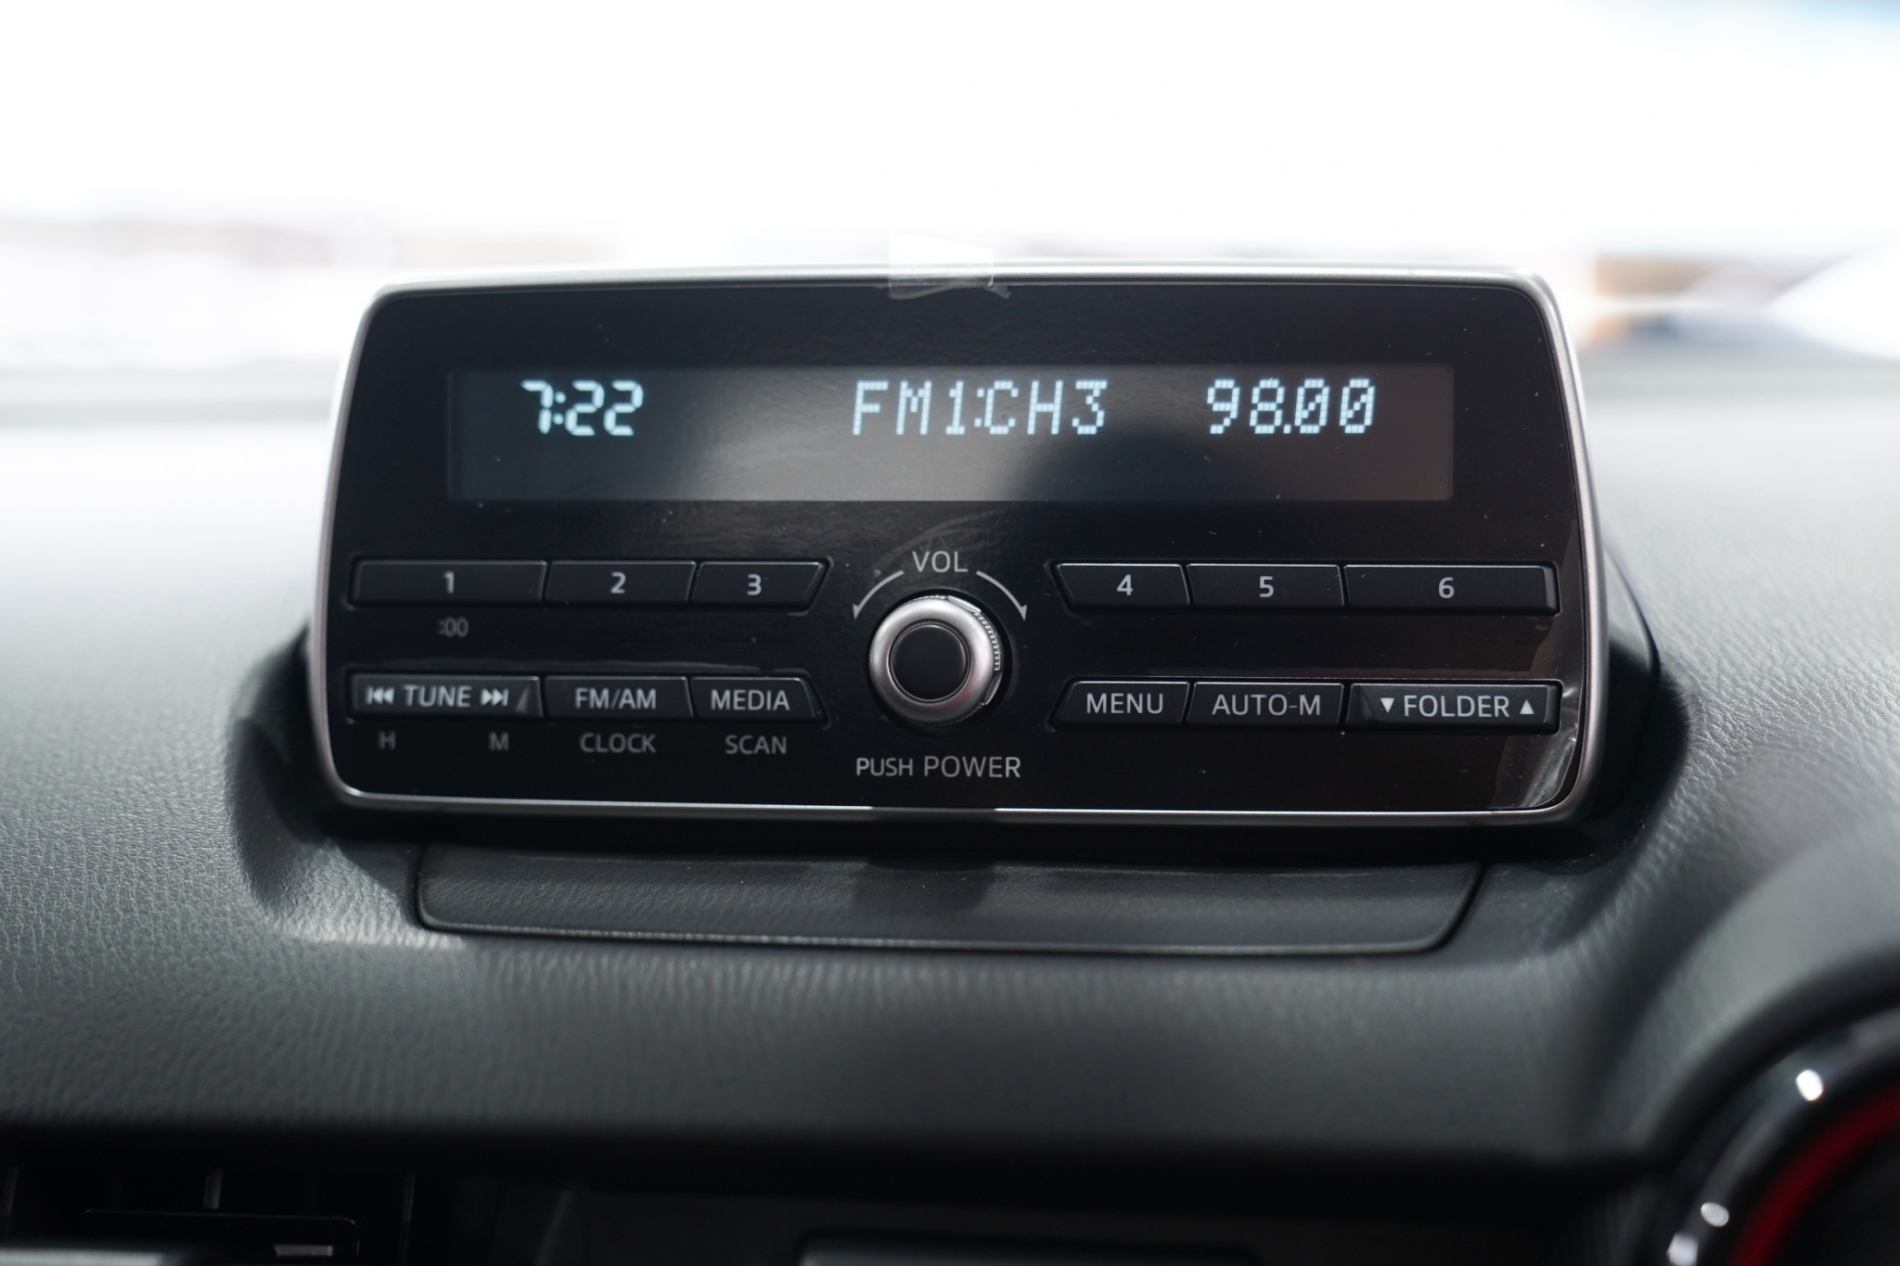 7:22 FM1:CH3 98.00
VOL
1 2 3 4 5 6
:00
⏮ TUNE ⏭ FM/AM MEDIA MENU AUTO-M ▼ FOLDER ▲
H M CLOCK SCAN
PUSH POWER